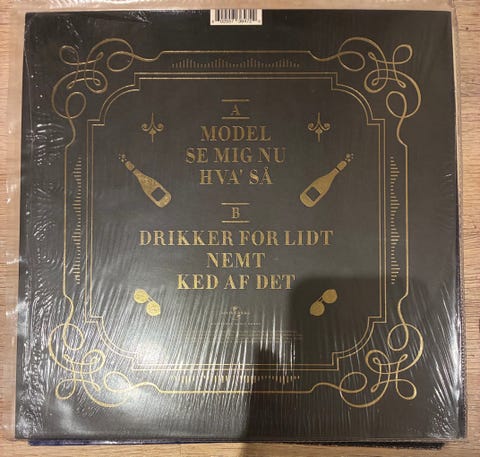 A
MODEL
SE MIG NU
HVA' SÅ
B
DRIKKER FOR LIDT
NEMT
KED AF DET